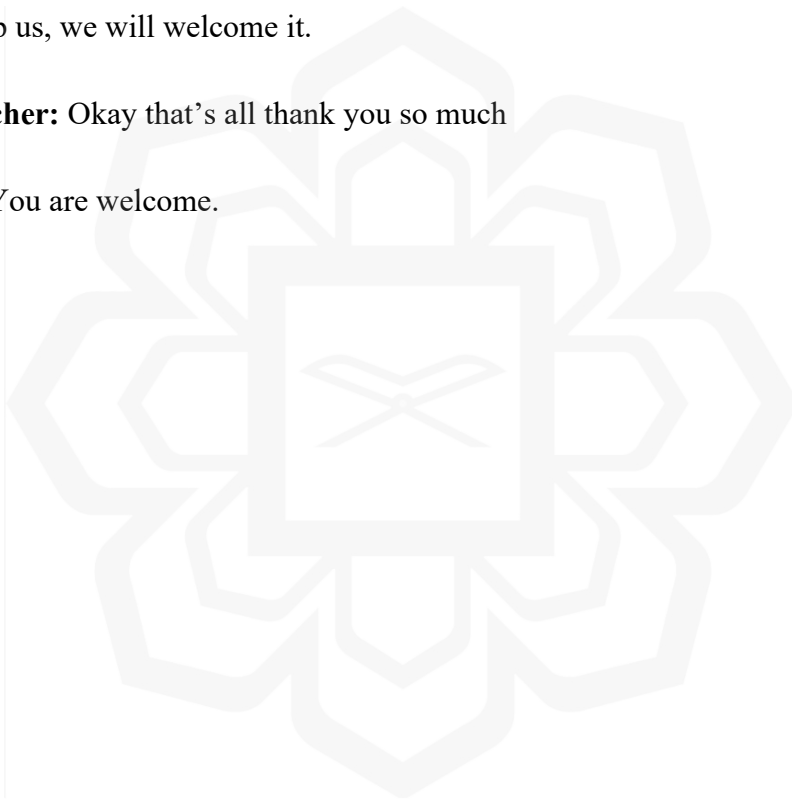 us, we will welcome it.
cher: Okay that’s all thank you so much
You are welcome.